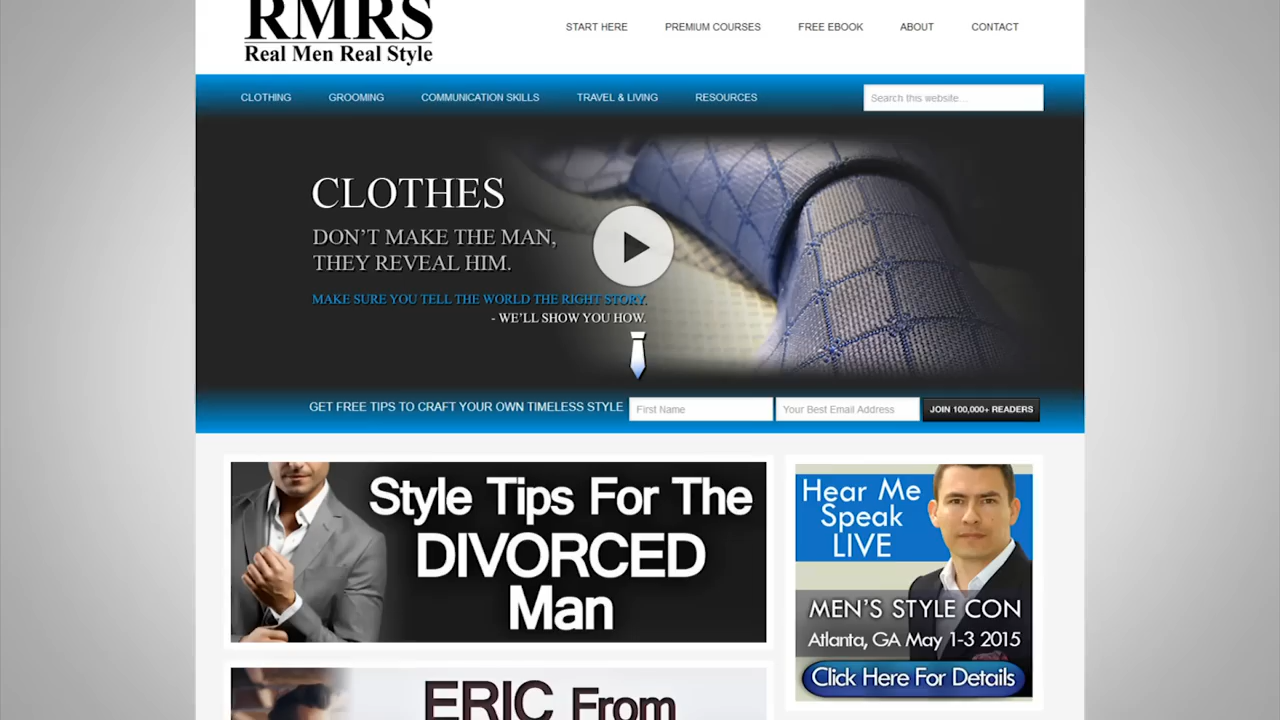 RMRS
Real Men Real Style
START HERE PREMIUM COURSES FREE EBOOK ABOUT CONTACT
CLOTHING GROOMING COMMUNICATION SKILLS TRAVEL & LIVING RESOURCES Search this website...
CLOTHES
DON'T MAKE THE MAN,
THEY REVEAL HIM.
MAKE SURE YOU TELL THE WORLD THE RIGHT STORY.
- WE'LL SHOW YOU HOW.
GET FREE TIPS TO CRAFT YOUR OWN TIMELESS STYLE First Name Your Best Email Address JOIN 100,000+ READERS
Style Tips For The
DIVORCED
Man
Hear Me
Speak
LIVE
MEN'S STYLE CON
Atlanta, GA May 1-3 2015
Click Here For Details
ERIC From